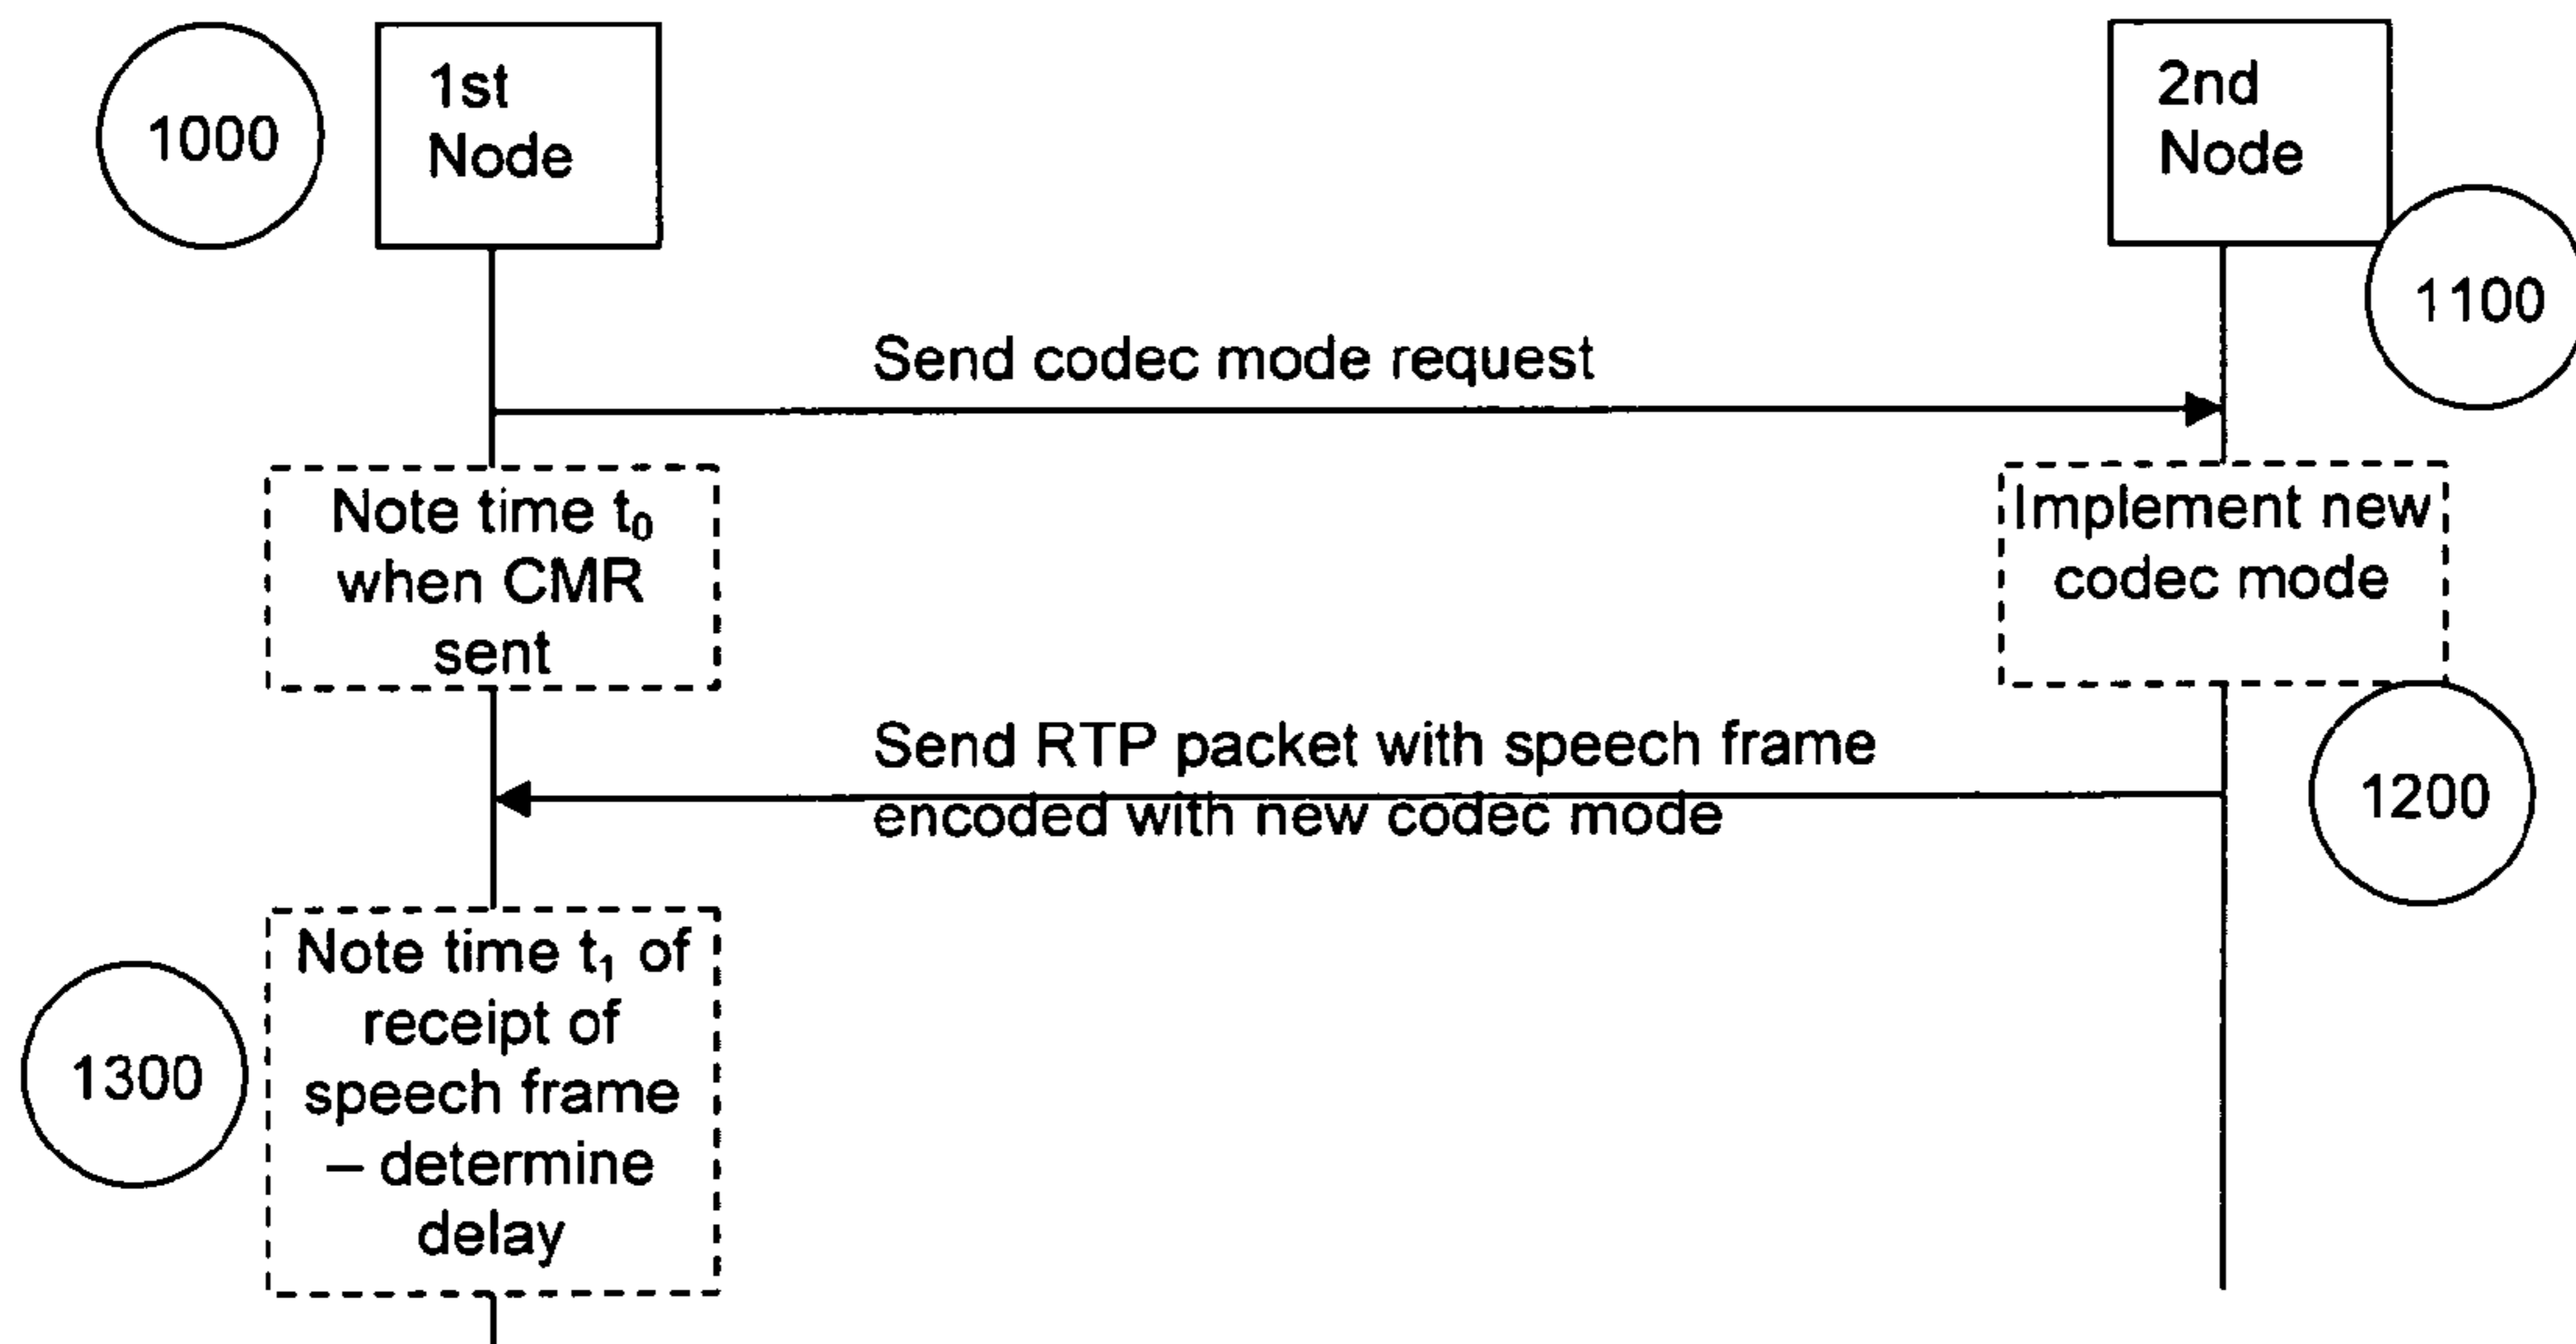 1000
1st
Node
2nd
Node
1100
Send codec mode request
Note time t₀
when CMR
sent
Implement new
codec mode
Send RTP packet with speech frame
encoded with new codec mode
1200
Note time t₁ of
receipt of
speech frame
– determine
delay
1300